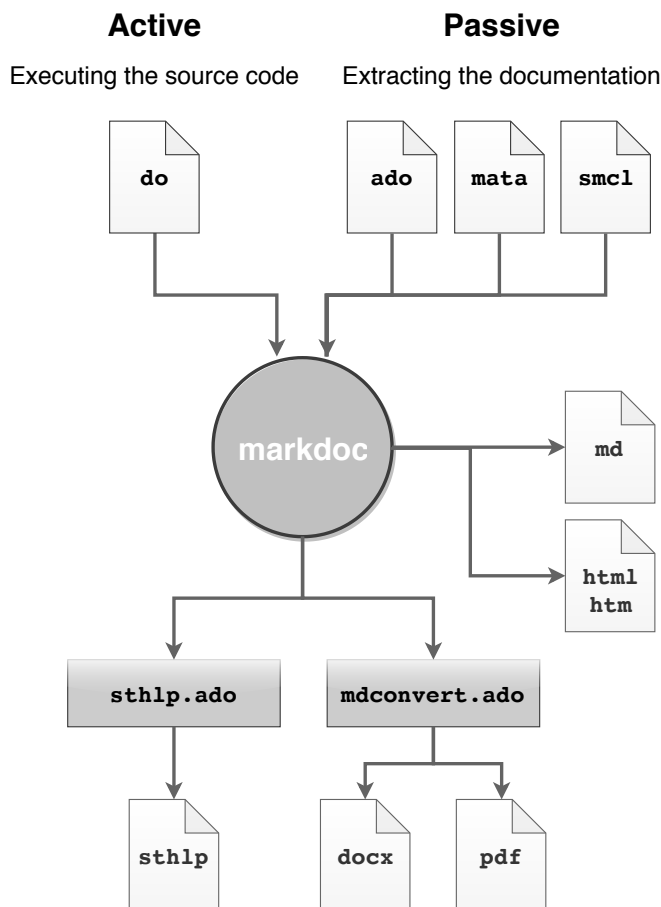 Active
Passive
Executing the source code
Extracting the documentation
do
ado
mata
smcl
markdoc
md
html
htm
sthlp.ado
mdconvert.ado
sthlp
docx
pdf